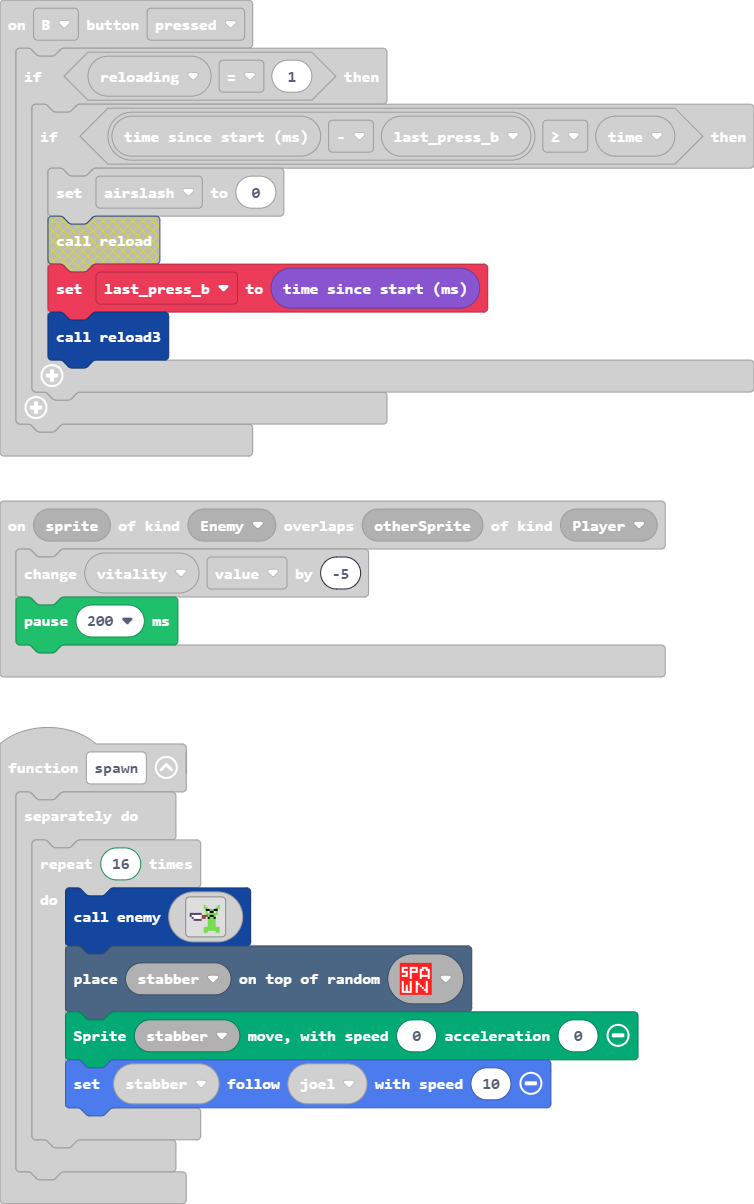 on B button pressed
if reloading = 1 then
if time since start (ms) - last_press_b ≥ time then
set airslash to 0
call reload
set last_press_b to time since start (ms)
call reload3
on sprite of kind Enemy overlaps otherSprite of kind Player
change vitality value by -5
pause 200 ms
function spawn
separately do
repeat 16 times
do
call enemy
place stabber on top of random SPA
WN
Sprite stabber move, with speed 0 acceleration 0
set stabber follow joel with speed 10